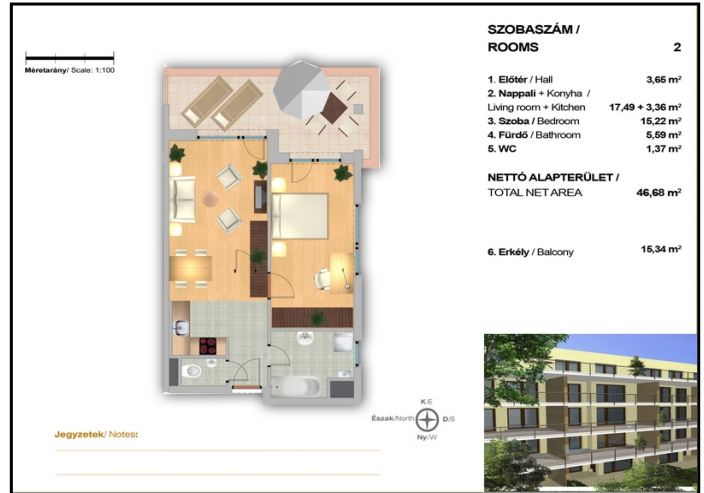 SZOBASZÁM /
ROOMS 2
1. Előtér / Hall 3,65 m²
2. Nappali + Konyha /
Living room + Kitchen 17,49 + 3,36 m²
3. Szoba / Bedroom 15,22 m²
4. Fürdő / Bathroom 5,59 m²
5. WC 1,37 m²
NETTÓ ALAPTERÜLET /
TOTAL NET AREA 46,68 m²
6. Erkély / Balcony 15,34 m²
Méretarány/ Scale: 1:100
K/E
Észak/North D/S
Ny/W
Jegyzetek/ Notes: